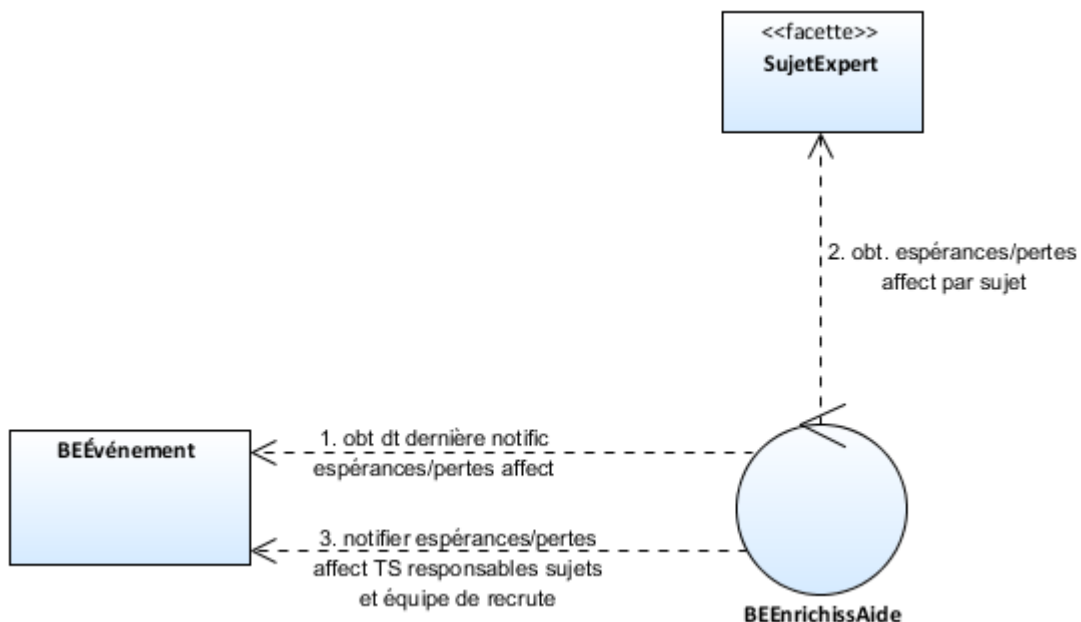 <<facette>>
SujetExpert
2. obt. espérances/pertes
affect par sujet
BEÉvénement
1. obt dt dernière notific
espérances/pertes affect
3. notifier espérances/pertes
affect TS responsables sujets
et équipe de recrute
BEEnrichissAide